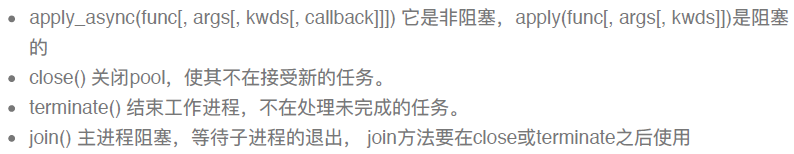 • apply_async(func[, args[, kwds[, callback]]]) 它是非阻塞，apply(func[, args[, kwds]])是阻塞
的
• close() 关闭pool，使其不在接受新的任务。
• terminate() 结束工作进程，不在处理未完成的任务。
• join() 主进程阻塞，等待子进程的退出， join方法要在close或terminate之后使用